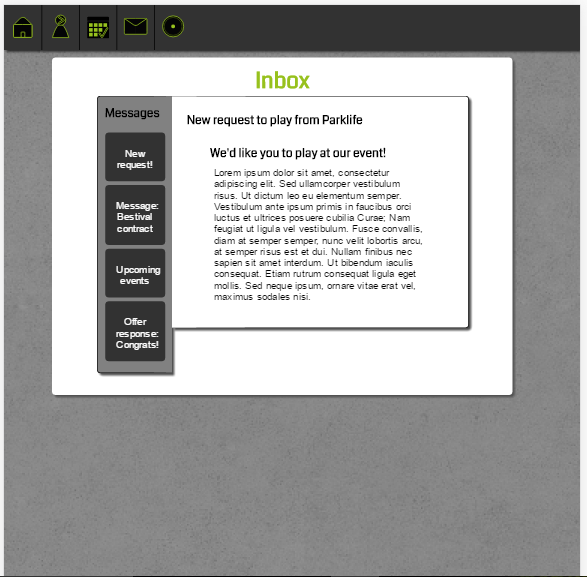 Inbox
Messages
New
request!
Message:
Bestival
contract
Upcoming
events
Offer
response:
Congrats!
New request to play from Parklife
We'd like you to play at our event!
Lorem ipsum dolor sit amet, consectetur
adipiscing elit. Sed ullamcorper vestibulum
risus. Ut dictum leo eu elementum semper.
Vestibulum ante ipsum primis in faucibus orci
luctus et ultrices posuere cubilia Curae; Nam
feugiat ut ligula vel vestibulum. Fusce convallis,
diam at semper semper, nunc velit lobortis arcu,
at semper risus est et dui. Nullam finibus nec
sapien sit amet interdum. Ut bibendum iaculis
consequat. Etiam rutrum consequat ligula eget
mollis. Sed neque ipsum, ornare vitae erat vel,
maximus sodales nisi.